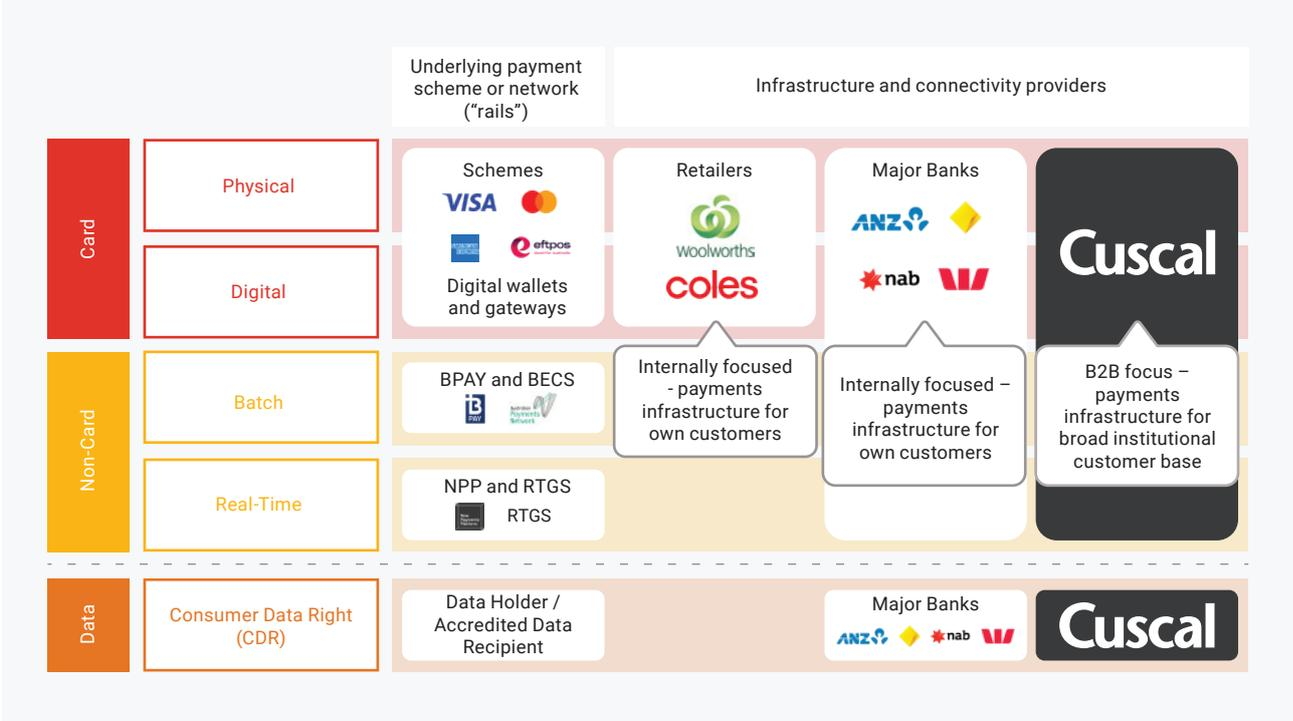 Underlying payment
scheme or network
(“rails”)
Infrastructure and connectivity providers
Card
Physical
Digital
Schemes
VISA
eftpos
Digital wallets
and gateways
Retailers
woolworths
coles
Major Banks
ANZ
nab
Cuscal
Non-Card
Batch
BPAY and BECS
B
PAY
Australian
Payments
Network
Internally focused
- payments
infrastructure for
own customers
Internally focused –
payments
infrastructure for
own customers
B2B focus –
payments
infrastructure for
broad institutional
customer base
Real-Time
NPP and RTGS
RTGS
Data
Consumer Data Right
(CDR)
Data Holder /
Accredited Data
Recipient
Major Banks
ANZ
nab
Cuscal